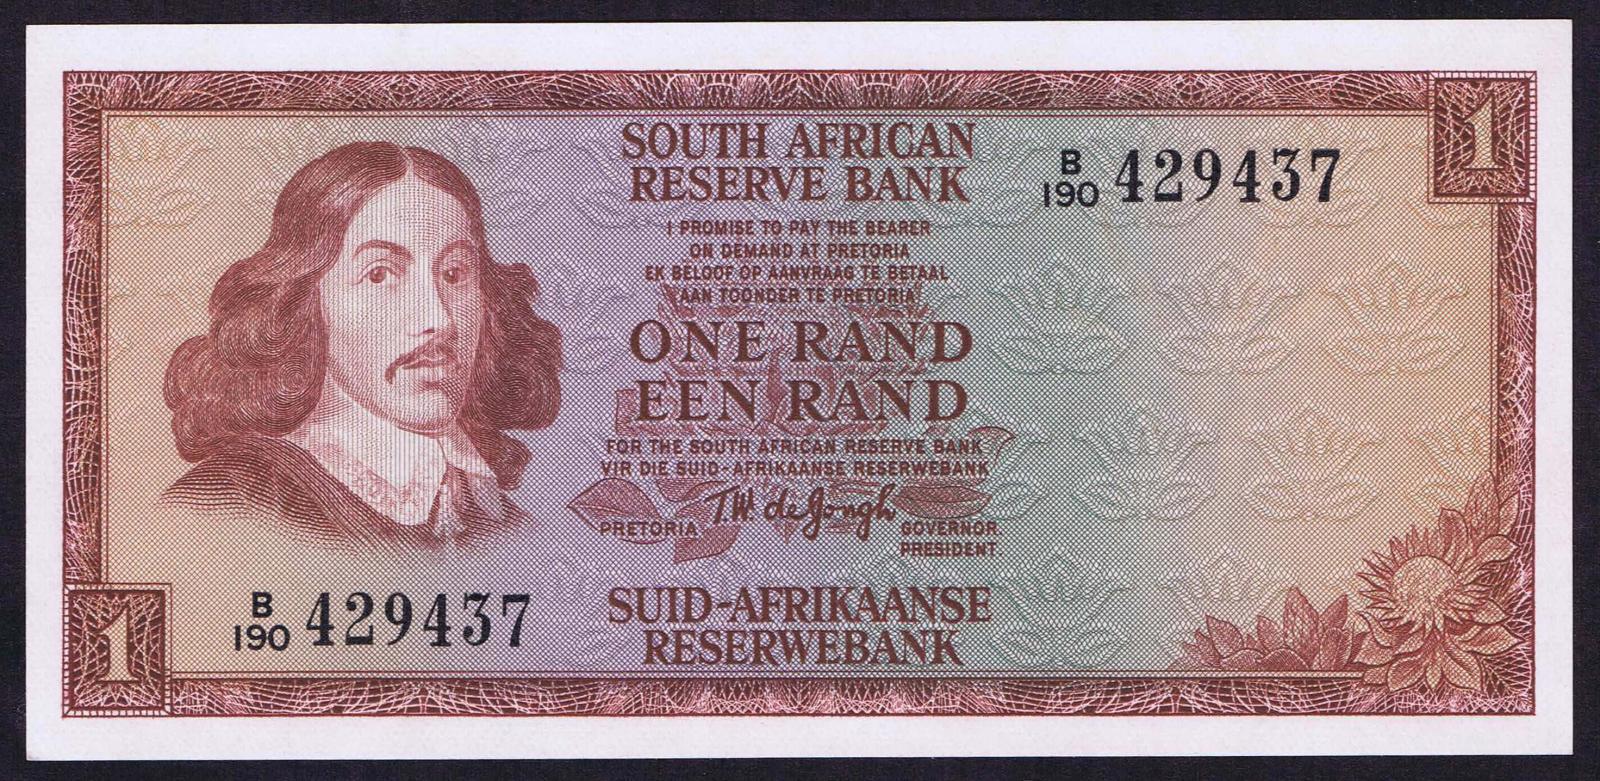 1
SOUTH AFRICAN
RESERVE BANK
B/190 429437
I PROMISE TO PAY THE BEARER
ON DEMAND AT PRETORIA
EK BELOOF OP AANVRAAG TE BETAAL
AAN TOONDER TE PRETORIA
ONE RAND
EEN RAND
FOR THE SOUTH AFRICAN RESERVE BANK
VIR DIE SUID-AFRIKAANSE RESERWEBANK
T.W. de Jongh
PRETORIA GOVERNOR.
PRESIDENT.
B/190 429437
SUID-AFRIKAANSE
RESERWEBANK
1